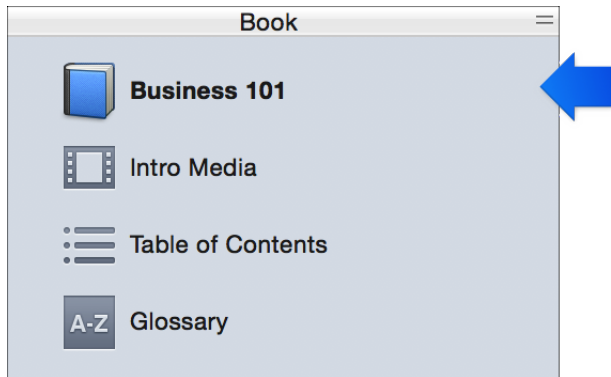 Book
Business 101
Intro Media
Table of Contents
A-Z Glossary